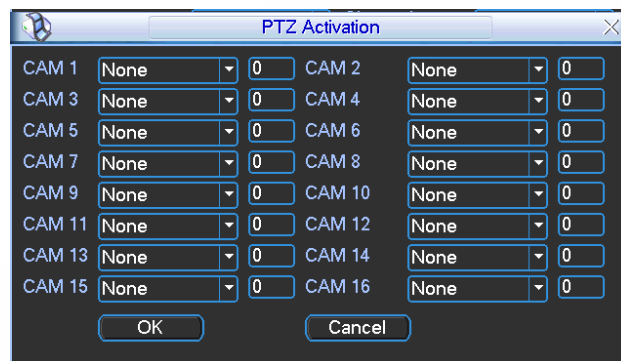 PTZ Activation
CAM 1 None 0 CAM 2 None 0
CAM 3 None 0 CAM 4 None 0
CAM 5 None 0 CAM 6 None 0
CAM 7 None 0 CAM 8 None 0
CAM 9 None 0 CAM 10 None 0
CAM 11 None 0 CAM 12 None 0
CAM 13 None 0 CAM 14 None 0
CAM 15 None 0 CAM 16 None 0
OK Cancel